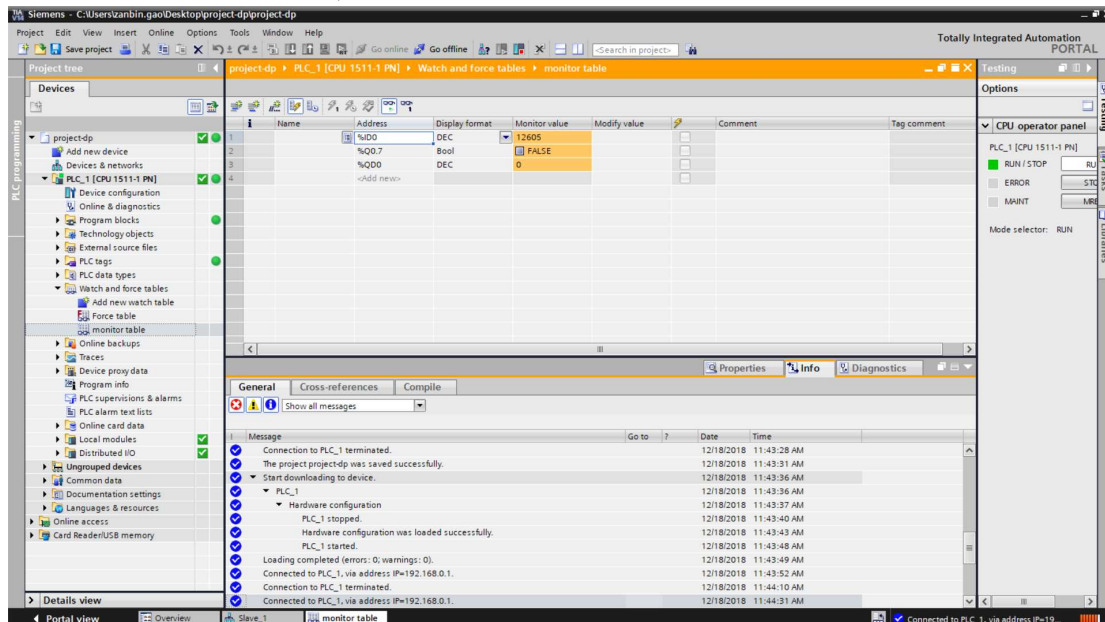 Siemens - C:\Users\zanbin.gao\Desktop\project-dp\project-dp
Project Edit View Insert Online Options Tools Window Help
Totally Integrated Automation
PORTAL
Save project Go online Go offline <Search in project>
Project tree
project-dp PLC_1 [CPU 1511-1 PN] Watch and force tables monitor table
Testing
Devices
Options
PLC programming
i Name Address Display format Monitor value Modify value Comment Tag comment
1 %ID0 DEC 12605
2 %Q0.7 Bool FALSE
3 %QD0 DEC 0
4 <Add new>
project-dp
Add new device
Devices & networks
PLC_1 [CPU 1511-1 PN]
Device configuration
Online & diagnostics
Program blocks
Technology objects
External source files
PLC tags
PLC data types
Watch and force tables
Add new watch table
Force table
monitor table
Online backups
Traces
Device proxy data
Program info
PLC supervisions & alarms
PLC alarm text lists
Online card data
Local modules
Distributed I/O
Ungrouped devices
Common data
Documentation settings
Languages & resources
Online access
Card Reader/USB memory
Details view
CPU operator panel
PLC_1 [CPU 1511-1 PN]
RUN / STOP RU
ERROR STO
MAINT MRE
Mode selector: RUN
Testing
Tasks
Libraries
Properties Info Diagnostics
General Cross-references Compile
Show all messages
! Message Go to ? Date Time
Connection to PLC_1 terminated. 12/18/2018 11:43:28 AM
The project project-dp was saved successfully. 12/18/2018 11:43:31 AM
Start downloading to device. 12/18/2018 11:43:36 AM
PLC_1 12/18/2018 11:43:36 AM
Hardware configuration 12/18/2018 11:43:37 AM
PLC_1 stopped. 12/18/2018 11:43:40 AM
Hardware configuration was loaded successfully. 12/18/2018 11:43:43 AM
PLC_1 started. 12/18/2018 11:43:48 AM
Loading completed (errors: 0; warnings: 0). 12/18/2018 11:43:49 AM
Connected to PLC_1, via address IP=192.168.0.1. 12/18/2018 11:43:52 AM
Connection to PLC_1 terminated. 12/18/2018 11:44:10 AM
Connected to PLC_1, via address IP=192.168.0.1. 12/18/2018 11:44:31 AM
Portal view Overview Slave_1 monitor table Connected to PLC_1, via address IP=19...